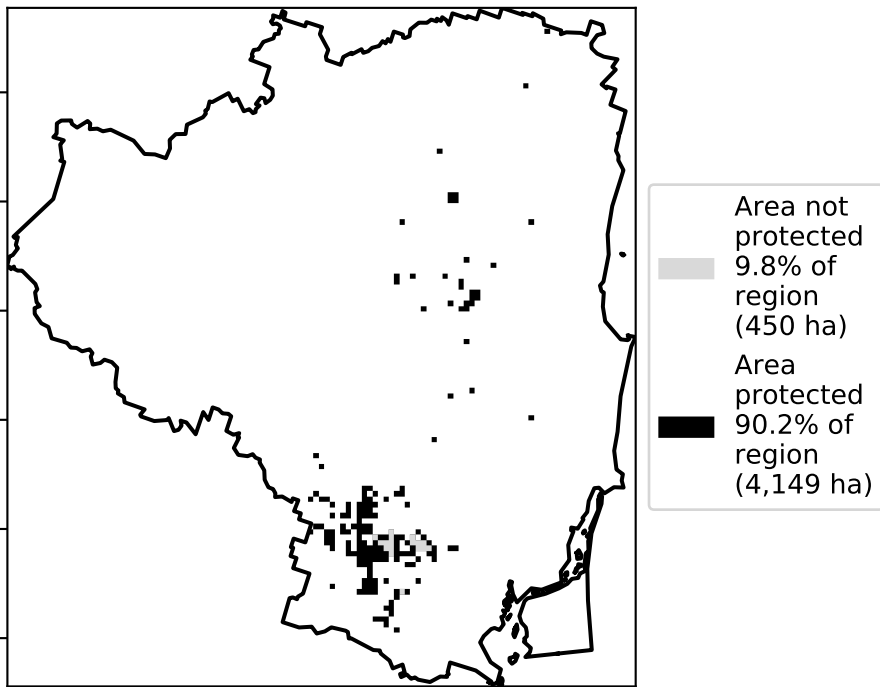 Area not
protected
9.8% of
region
(450 ha)
Area
protected
90.2% of
region
(4,149 ha)